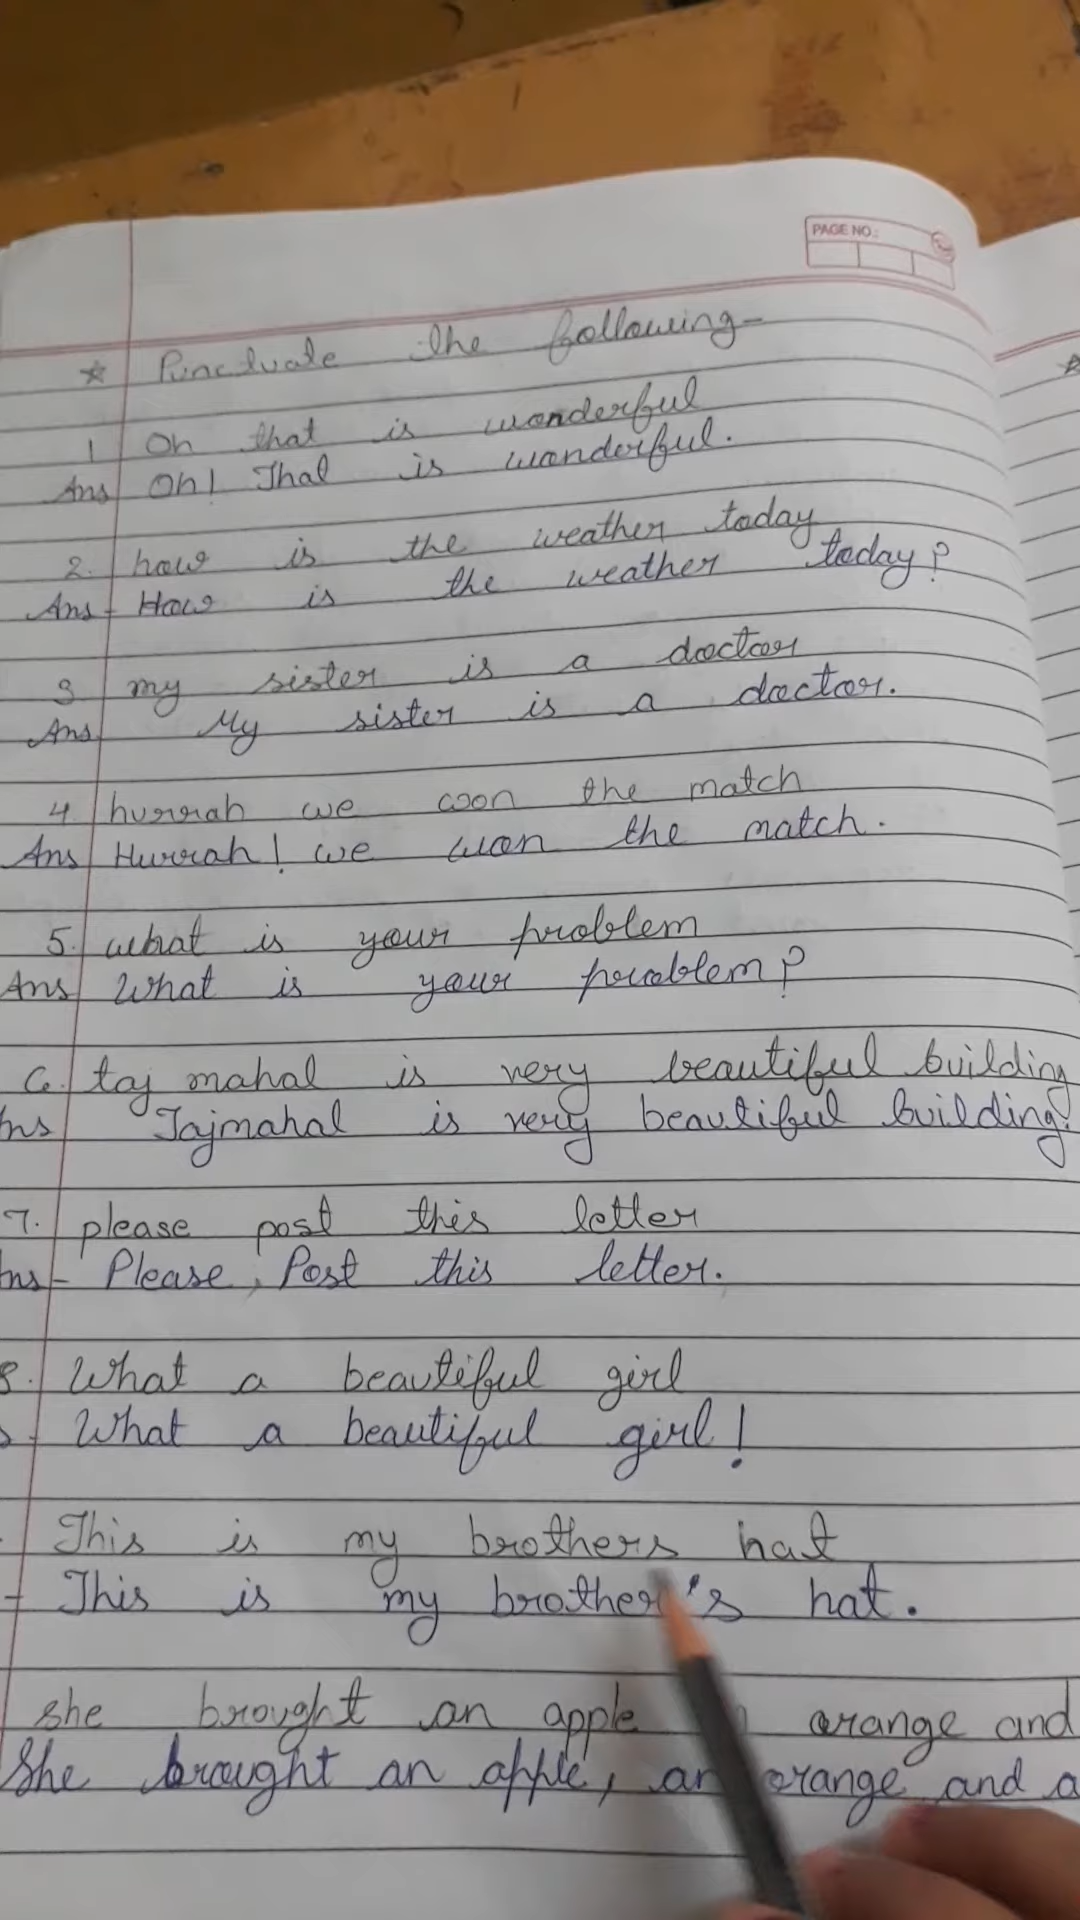 PAGE NO.:
☆ Punctuate the following-
1 Oh that is wonderful
Ans Oh! That is wonderful.
2. how is the weather today
Ans - How is the weather today?
3 my sister is a doctor
Ans My sister is a doctor.
4. hurrah we won the match
Ans Hurrah! we won the match.
5. what is your problem
Ans What is your problem?
6. taj mahal is very beautiful building
Ans Tajmahal is very beautiful building.
7. please post this letter
Ans - Please, Post this letter.
8. What a beautiful girl
- What a beautiful girl!
This is my brothers hat
- This is my brother's hat.
she brought an apple orange and
She brought an apple, an orange and a